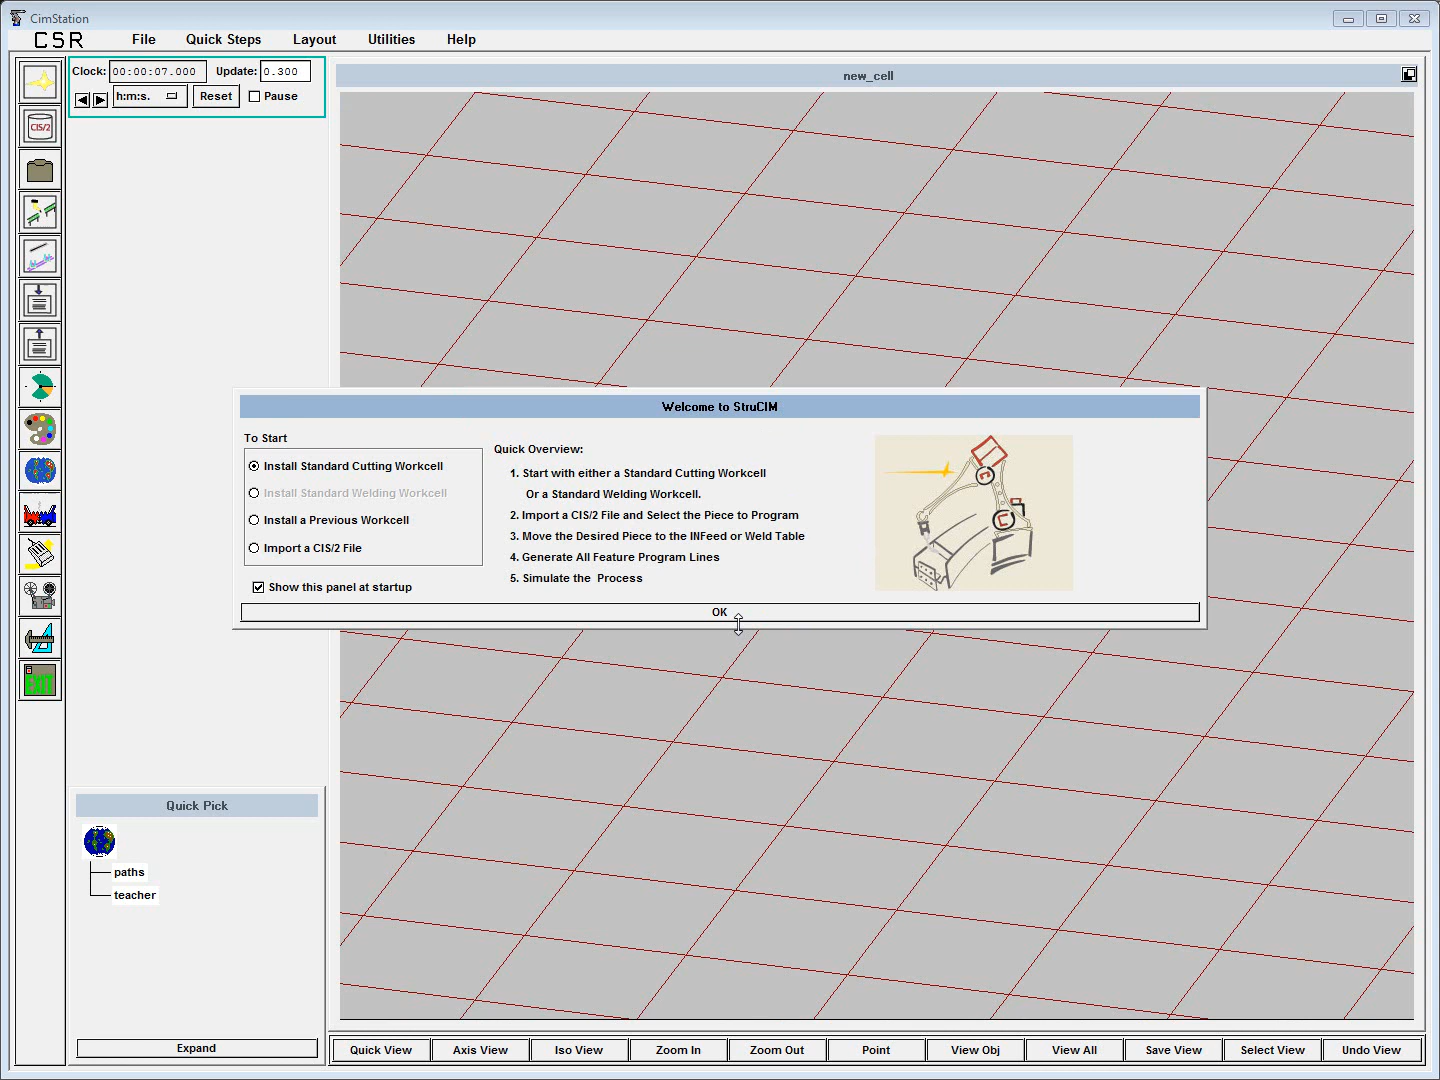 CimStation
CSR File Quick Steps Layout Utilities Help
Clock: 00:00:07.000 Update: 0.300
h:m:s. Reset Pause
new_cell
CIS/2
Welcome to StruCIM
To Start
Install Standard Cutting Workcell
Install Standard Welding Workcell
Install a Previous Workcell
Import a CIS/2 File
Show this panel at startup
Quick Overview:
1. Start with either a Standard Cutting Workcell
Or a Standard Welding Workcell.
2. Import a CIS/2 File and Select the Piece to Program
3. Move the Desired Piece to the INFeed or Weld Table
4. Generate All Feature Program Lines
5. Simulate the Process
OK
EXIT
Quick Pick
paths
teacher
Expand
Quick View Axis View Iso View Zoom In Zoom Out Point View Obj View All Save View Select View Undo View